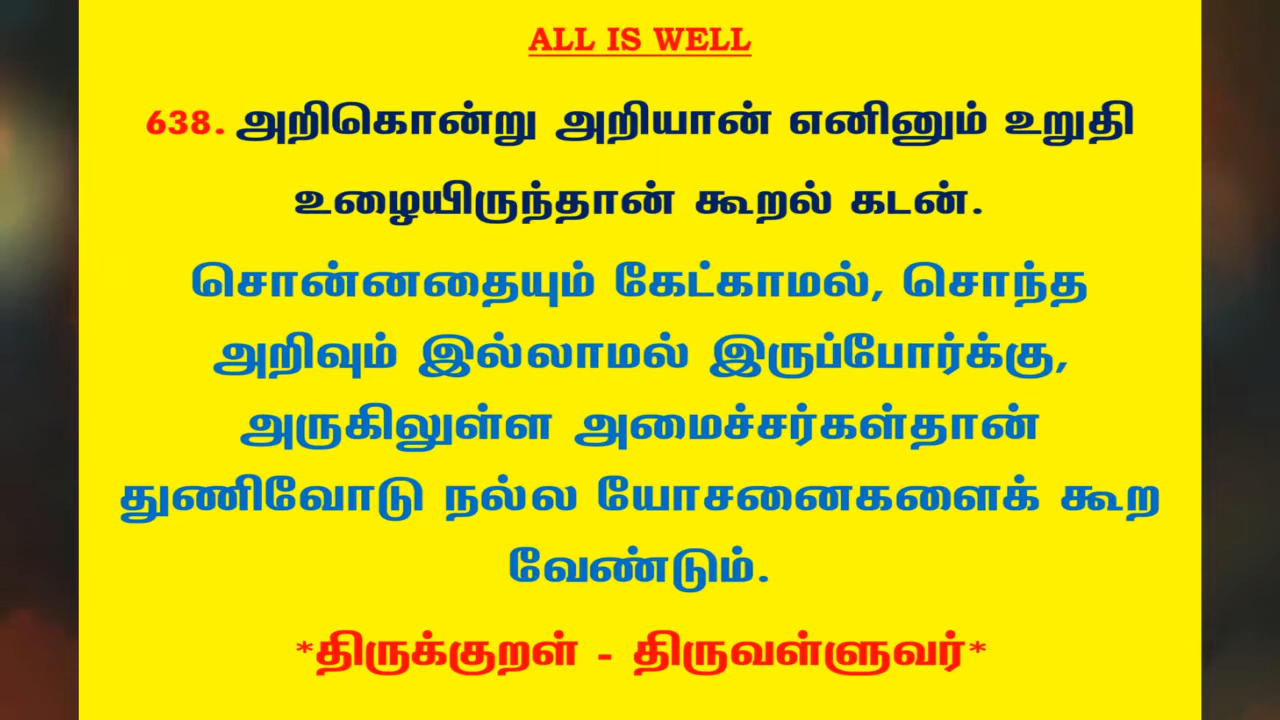 ALL IS WELL
638. அறிகொன்று அறியான் எனினும் உறுதி
உழையிருந்தான் கூறல் கடன்.
சொன்னதையும் கேட்காமல், சொந்த
அறிவும் இல்லாமல் இருப்போர்க்கு,
அருகிலுள்ள அமைச்சர்கள்தான்
துணிவோடு நல்ல யோசனைகளைக் கூற
வேண்டும்.
*திருக்குறள் - திருவள்ளுவர்*